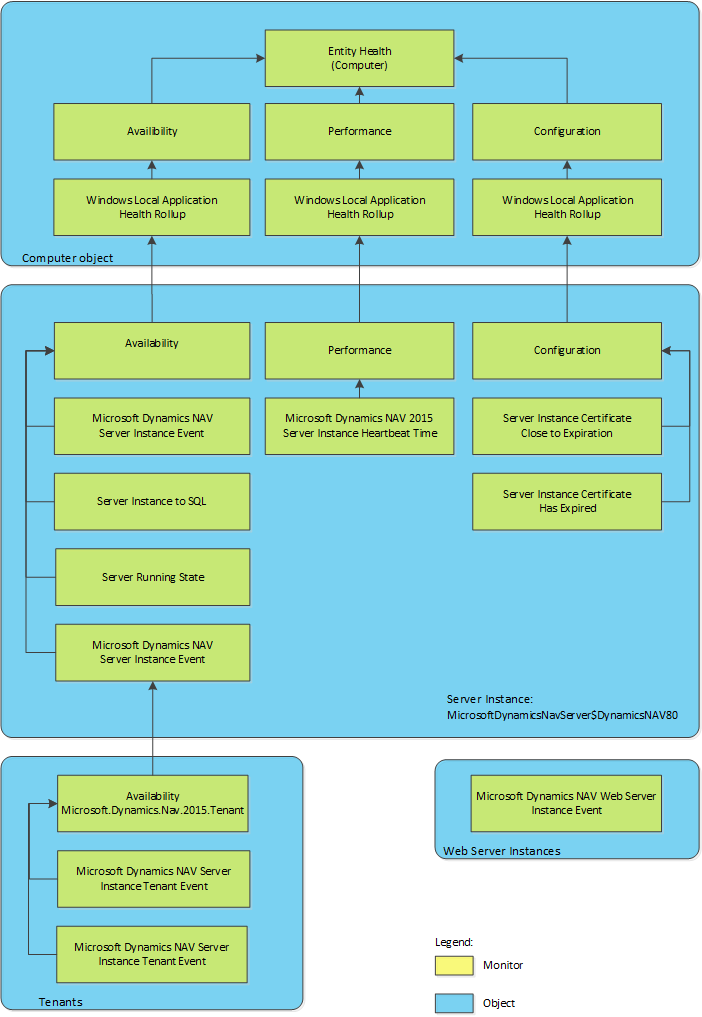 Entity Health
(Computer)
Availibility
Performance
Configuration
Windows Local Application
Health Rollup
Windows Local Application
Health Rollup
Windows Local Application
Health Rollup
Computer object
Availability
Performance
Configuration
Microsoft Dynamics NAV
Server Instance Event
Microsoft Dynamics NAV 2015
Server Instance Heartbeat Time
Server Instance Certificate
Close to Expiration
Server Instance to SQL
Server Instance Certificate
Has Expired
Server Running State
Microsoft Dynamics NAV
Server Instance Event
Server Instance:
MicrosoftDynamicsNavServer$DynamicsNAV80
Availability
Microsoft.Dynamics.Nav.2015.Tenant
Microsoft Dynamics NAV Server
Instance Tenant Event
Microsoft Dynamics NAV Server
Instance Tenant Event
Tenants
Microsoft Dynamics NAV Web Server
Instance Event
Web Server Instances
Legend:
Monitor
Object